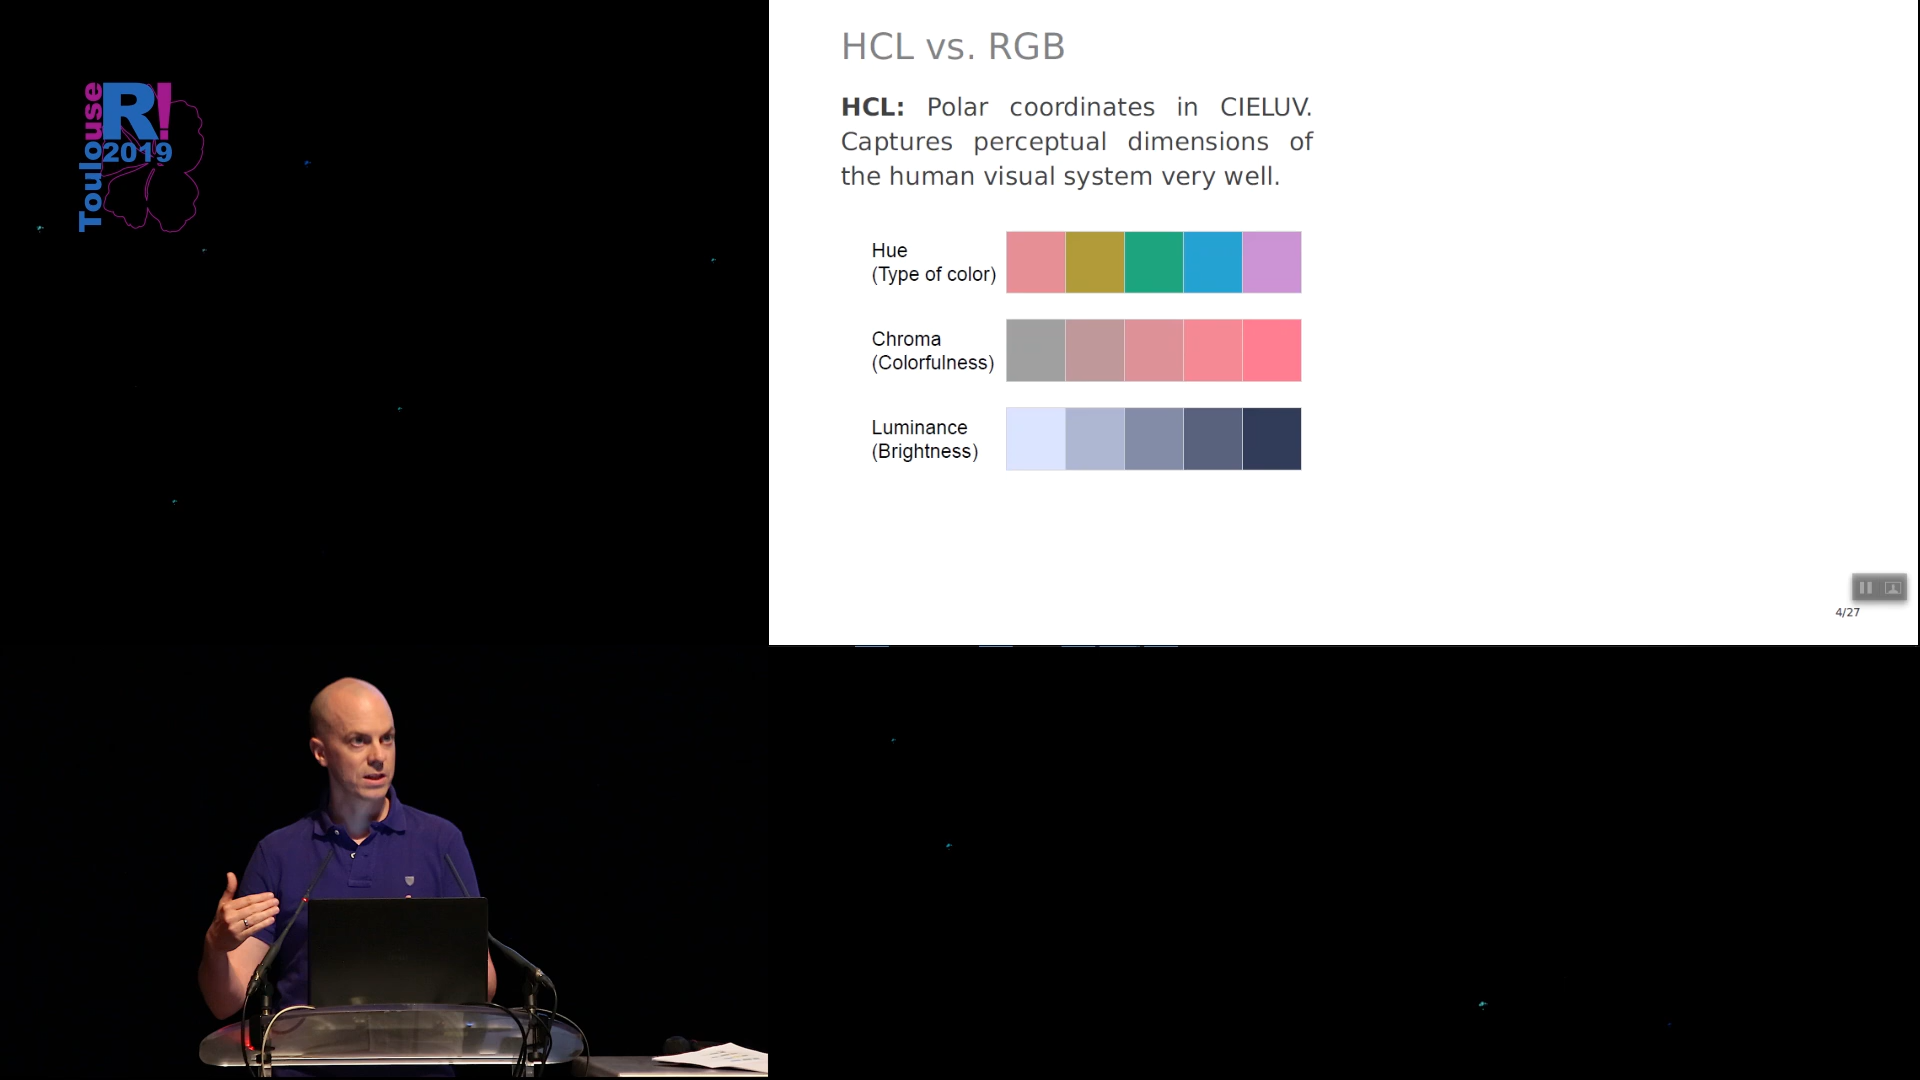 Toulouse
R!
2019
HCL vs. RGB
HCL: Polar coordinates in CIELUV.
Captures perceptual dimensions of
the human visual system very well.
Hue
(Type of color)
Chroma
(Colorfulness)
Luminance
(Brightness)
4/27